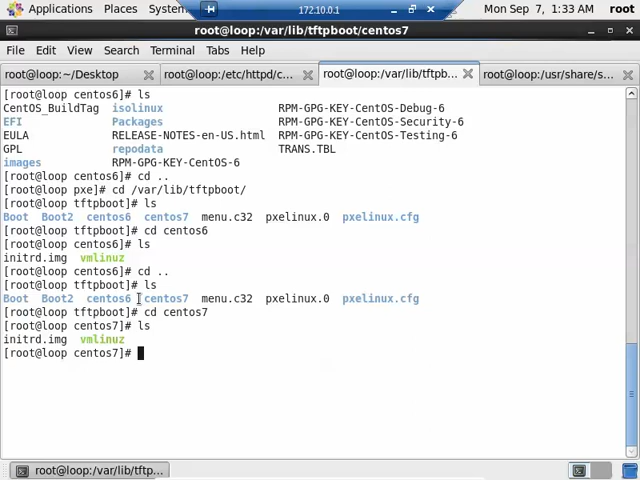 Applications Places System 172.10.0.1 Mon Sep 7, 1:33 AM root
root@loop:/var/lib/tftpboot/centos7
File Edit View Search Terminal Tabs Help
root@loop:~/Desktop root@loop:/etc/httpd/c... root@loop:/var/lib/tftpb... root@loop:/usr/share/s...
[root@loop centos6]# ls
CentOS_BuildTag isolinux RPM-GPG-KEY-CentOS-Debug-6
EFI Packages RPM-GPG-KEY-CentOS-Security-6
EULA RELEASE-NOTES-en-US.html RPM-GPG-KEY-CentOS-Testing-6
GPL repodata TRANS.TBL
images RPM-GPG-KEY-CentOS-6
[root@loop centos6]# cd ..
[root@loop pxe]# cd /var/lib/tftpboot/
[root@loop tftpboot]# ls
Boot Boot2 centos6 centos7 menu.c32 pxelinux.0 pxelinux.cfg
[root@loop tftpboot]# cd centos6
[root@loop centos6]# ls
initrd.img vmlinuz
[root@loop centos6]# cd ..
[root@loop tftpboot]# ls
Boot Boot2 centos6 centos7 menu.c32 pxelinux.0 pxelinux.cfg
[root@loop tftpboot]# cd centos7
[root@loop centos7]# ls
initrd.img vmlinuz
[root@loop centos7]#
root@loop:/var/lib/tftp...